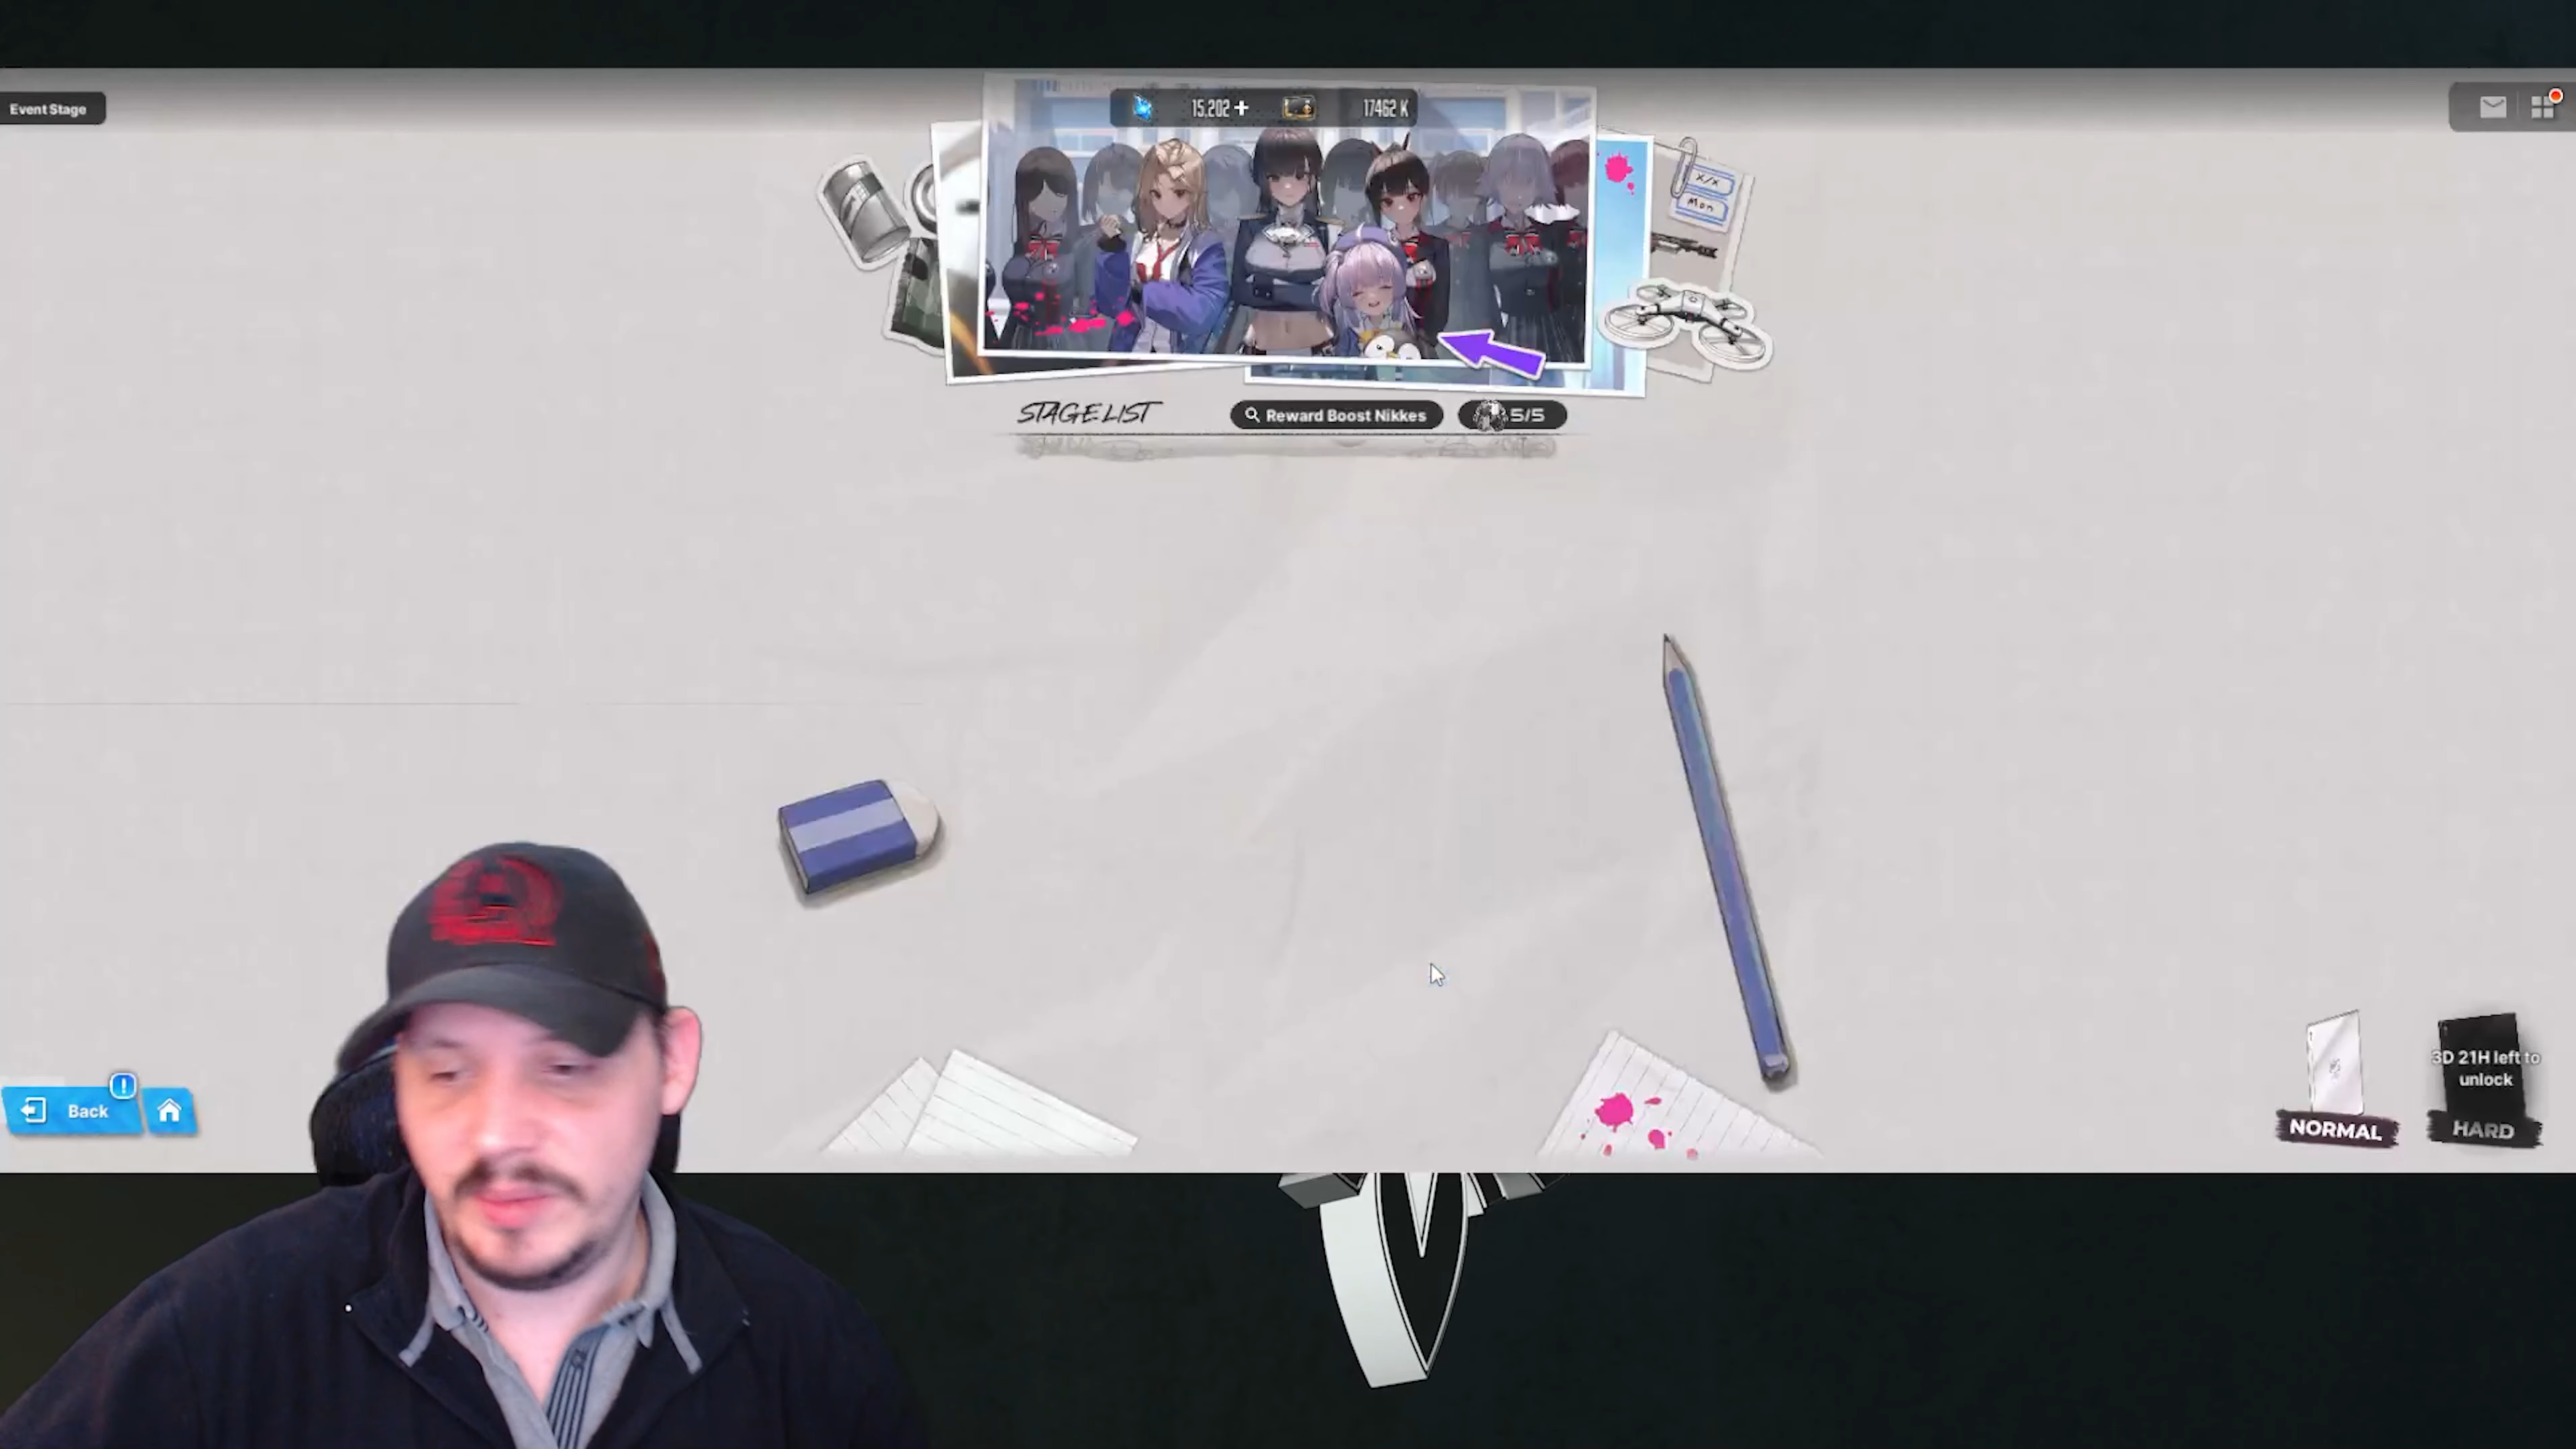 Event Stage
15,202 +
17462 K
X/X
Mon
STAGE LIST
Reward Boost Nikkes
5/5
Back
3D 21H left to
unlock
NORMAL
HARD